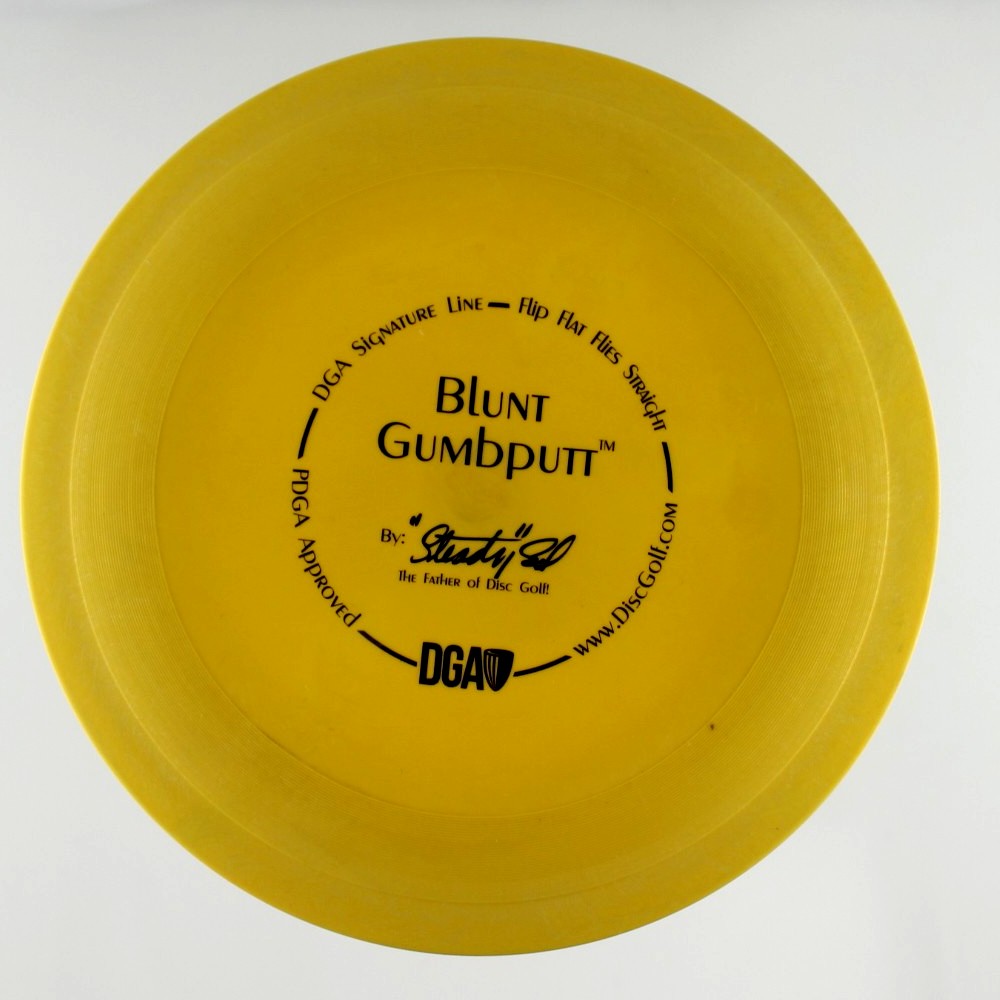 DGA Signature Line — Flip Flat Flies Straight
Blunt
Gumbputt™
By: "Steady" Ed
The Father of Disc Golf!
PDGA Approved
www.DiscGolf.com
DGA